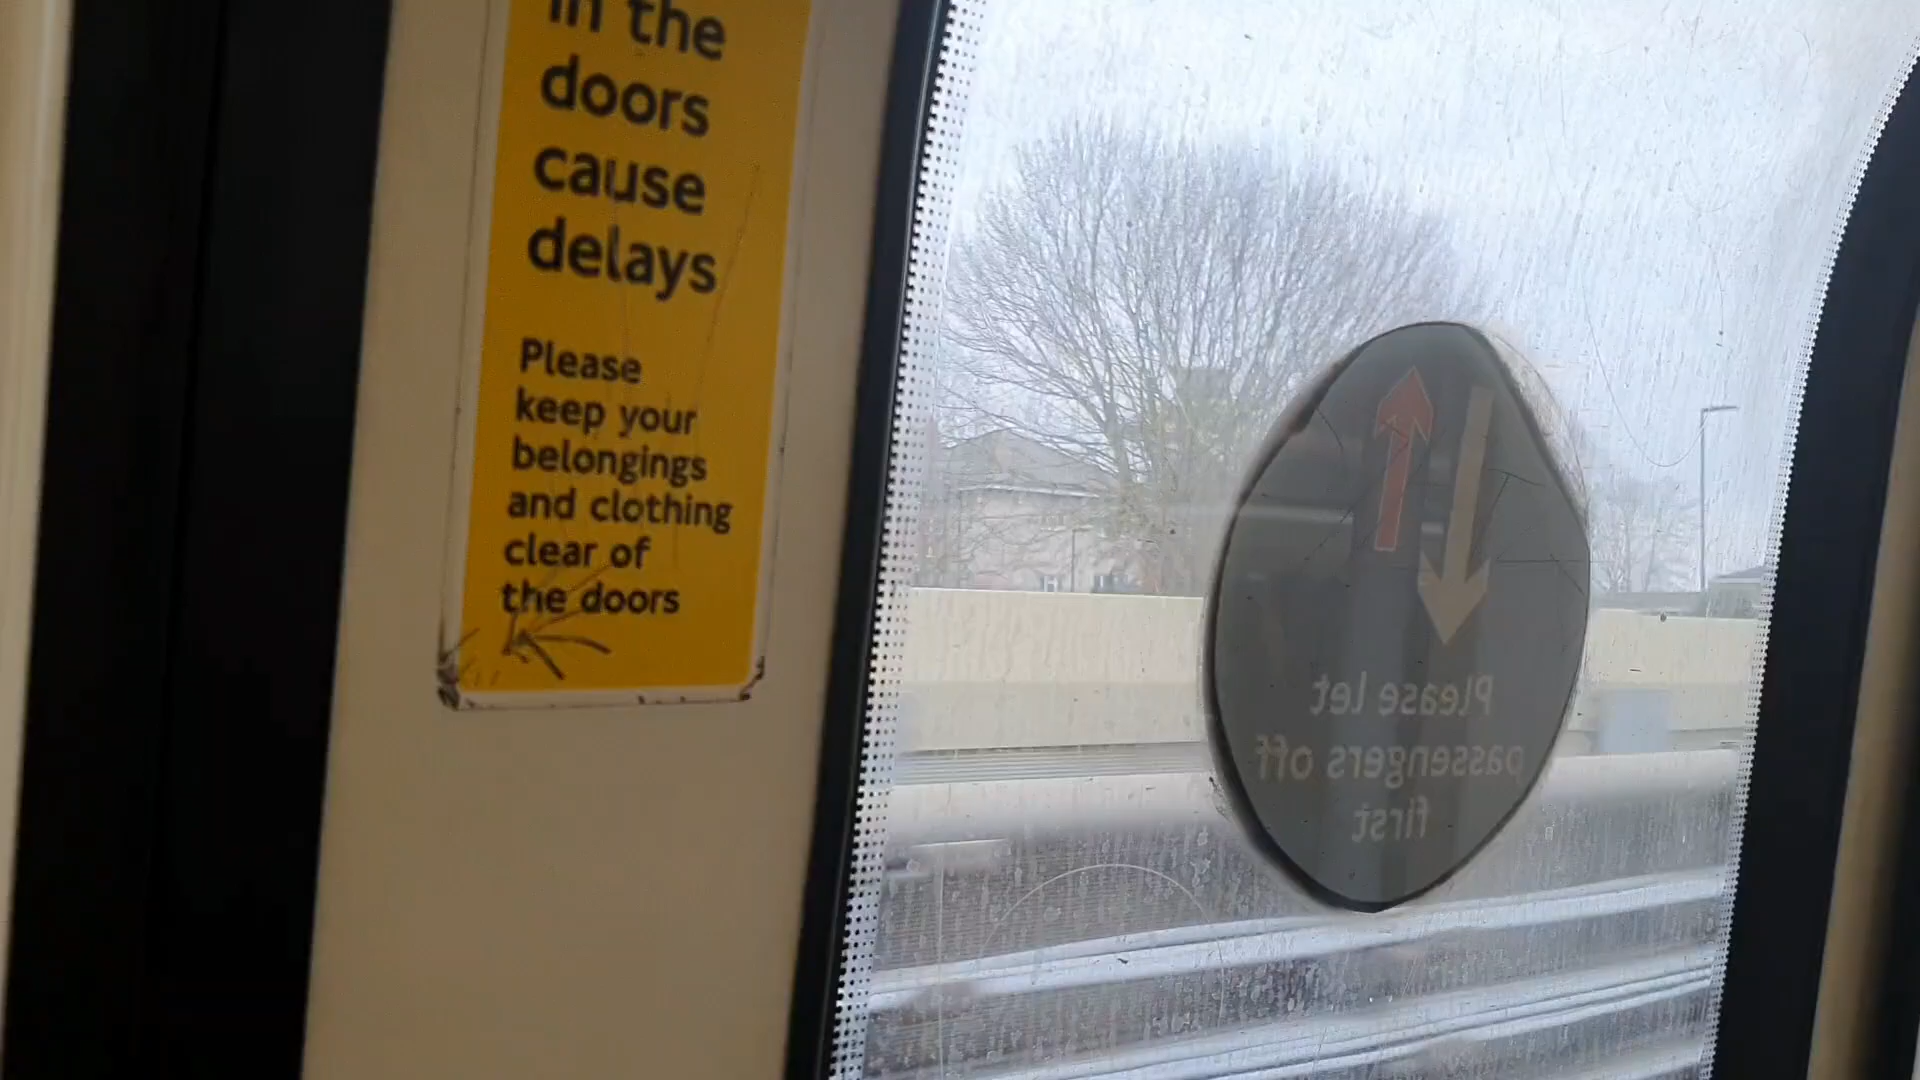 in the
doors
cause
delays
Please
keep your
belongings
and clothing
clear of
the doors
Please let
passengers off
first